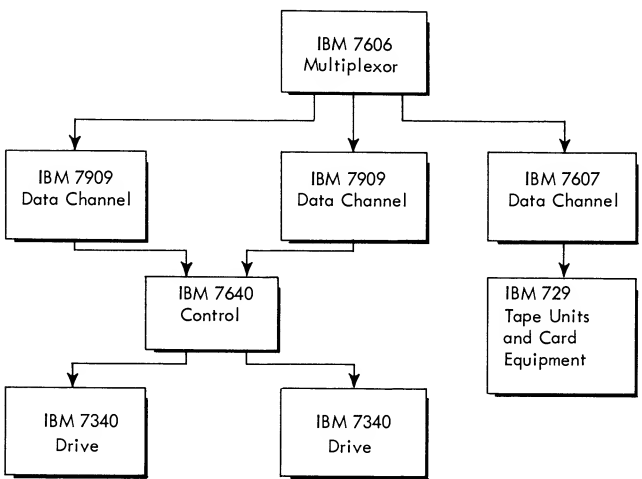 IBM 7606
Multiplexor
IBM 7909
Data Channel
IBM 7909
Data Channel
IBM 7607
Data Channel
IBM 7640
Control
IBM 729
Tape Units
and Card
Equipment
IBM 7340
Drive
IBM 7340
Drive